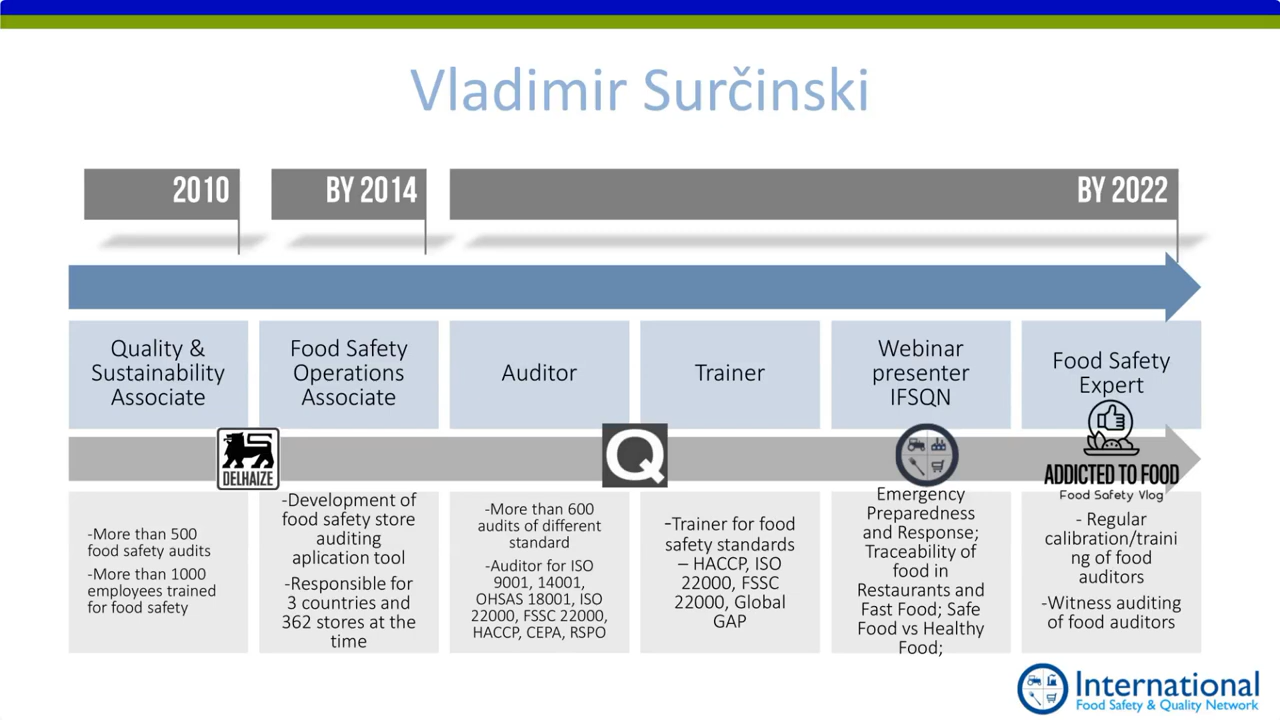 Vladimir Surčinski
2010
BY 2014
BY 2022
Quality &
Sustainability
Associate
Food Safety
Operations
Associate
Auditor
Trainer
Webinar
presenter
IFSQN
Food Safety
Expert
DELHAIZE
Q
ADDICTED TO FOOD
Food Safety Vlog
-More than 500
food safety audits
-More than 1000
employees trained
for food safety
-Development of
food safety store
auditing
aplication tool
-Responsible for
3 countries and
362 stores at the
time
-More than 600
audits of different
standard
-Auditor for ISO
9001, 14001,
OHSAS 18001, ISO
22000, FSSC 22000,
HACCP, CEPA, RSPO
-Trainer for food
safety standards
– HACCP, ISO
22000, FSSC
22000, Global
GAP
Emergency
Preparedness
and Response;
Traceability of
food in
Restaurants and
Fast Food; Safe
Food vs Healthy
Food;
- Regular
calibration/traini
ng of food
auditors
-Witness auditing
of food auditors
International
Food Safety & Quality Network